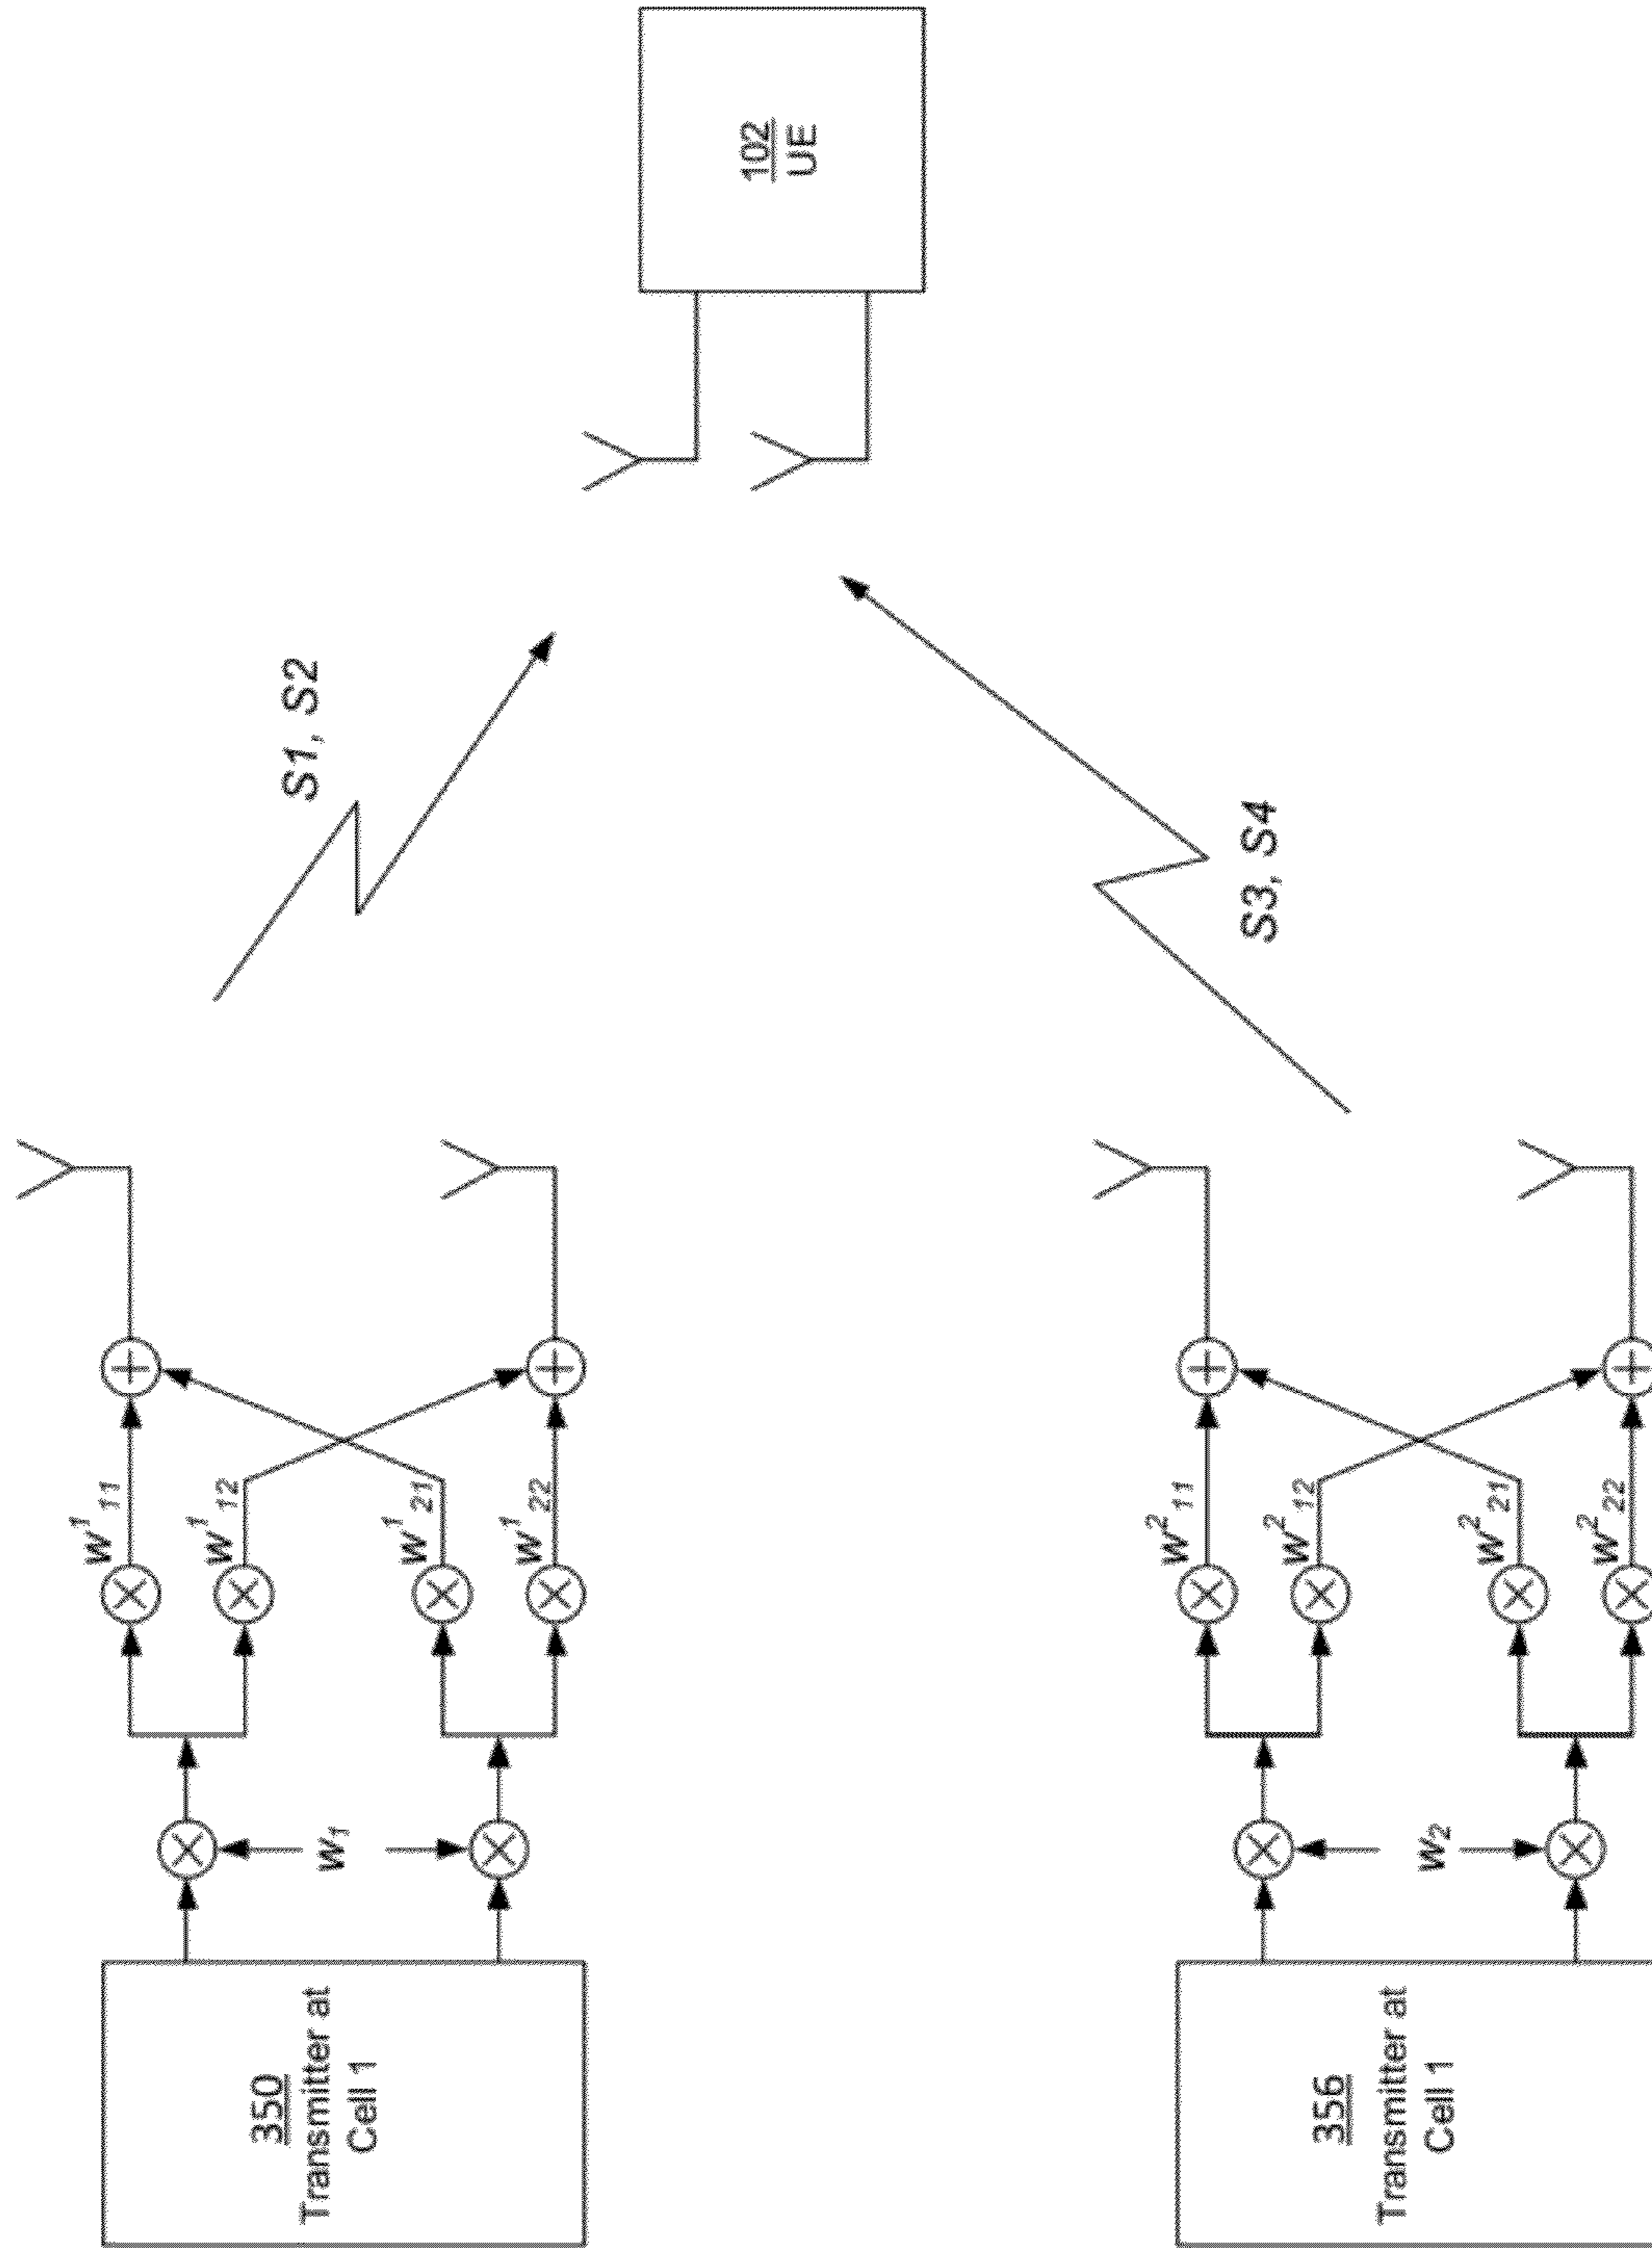 350
Transmitter at
Cell 1
w₁
w¹₁₁
w¹₁₂
w¹₂₁
w¹₂₂
S1, S2
102
UE
356
Transmitter at
Cell 1
w₂
w²₁₁
w²₁₂
w²₂₁
w²₂₂
S3, S4